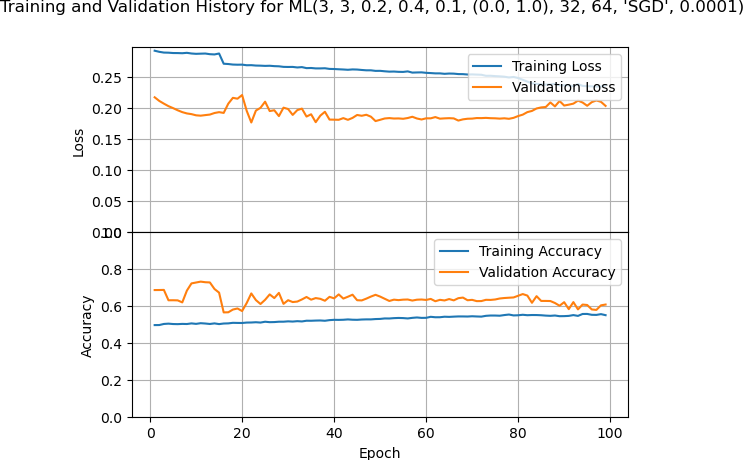 Training and Validation History for ML(3, 3, 0.2, 0.4, 0.1, (0.0, 1.0), 32, 64, 'SGD', 0.0001)
Training Loss
Validation Loss
0.25
0.20
0.15
0.10
0.05
0.00
Loss
Training Accuracy
Validation Accuracy
1.0
0.8
0.6
0.4
0.2
0.0
Accuracy
0 20 40 60 80 100
Epoch